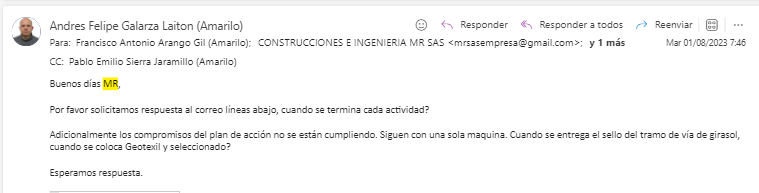 Andres Felipe Galarza Laiton (Amarilo)
Responder
Responder a todos
Reenviar
Para: Francisco Antonio Arango Gil (Amarilo); CONSTRUCCIONES E INGENIERIA MR SAS <mrsasempresa@gmail.com>; y 1 más
Mar 01/08/2023 7:46
CC: Pablo Emilio Sierra Jaramillo (Amarilo)
Buenos días MR,
Por favor solicitamos respuesta al correo líneas abajo, cuando se termina cada actividad?
Adicionalmente los compromisos del plan de acción no se están cumpliendo. Siguen con una sola maquina. Cuando se entrega el sello del tramo de vía de girasol,
cuando se coloca Geotexil y seleccionado?
Esperamos respuesta.